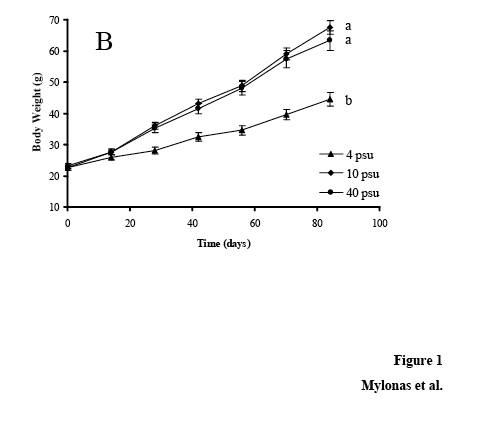 B
Body Weight (g)
70
60
50
40
30
20
10
a
a
b
4 psu
10 psu
40 psu
0 20 40 60 80 100
Time (days)
Figure 1
Mylonas et al.